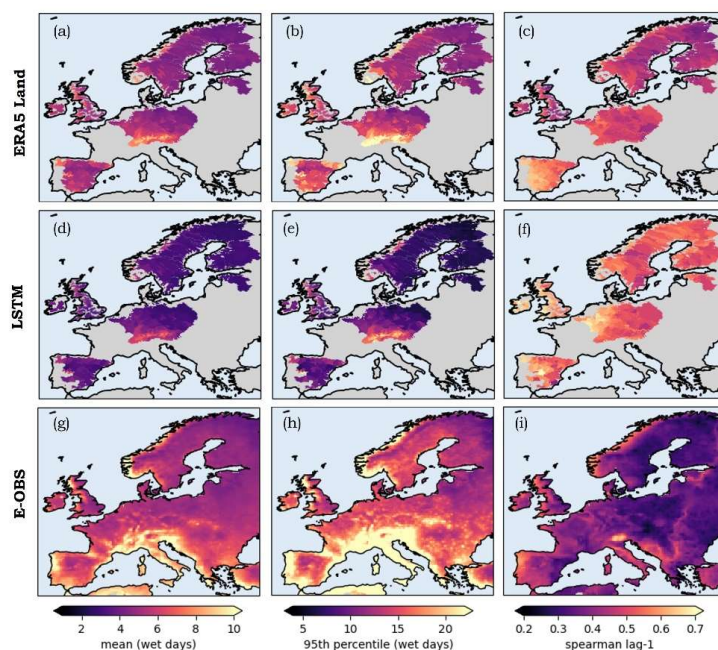 (a) (b) (c)
ERA5 Land
(d) (e) (f)
LSTM
(g) (h) (i)
E-OBS
2 4 6 8 10 5 10 15 20 0.2 0.3 0.4 0.5 0.6 0.7
mean (wet days) 95th percentile (wet days) spearman lag-1